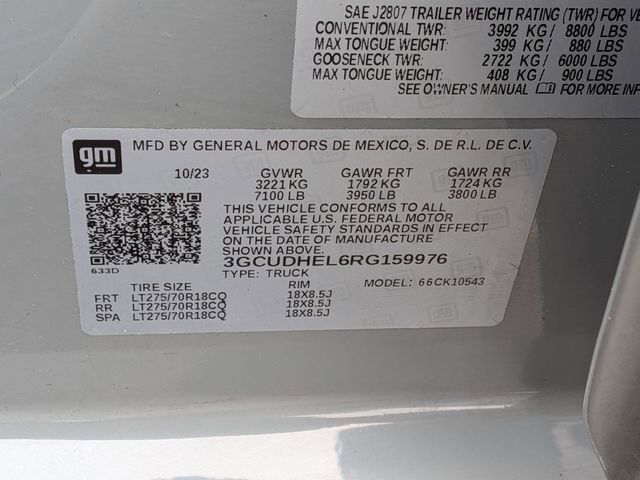 SAE J2807 TRAILER WEIGHT RATING (TWR) FOR VE
CONVENTIONAL TWR: 3992 KG / 8800 LBS
MAX TONGUE WEIGHT: 399 KG / 880 LBS
GOOSENECK TWR: 2722 KG / 6000 LBS
MAX TONGUE WEIGHT: 408 KG / 900 LBS
SEE OWNER'S MANUAL FOR MORE INF
gm
MFD BY GENERAL MOTORS DE MEXICO, S. DE R.L. DE C.V.
10/23 GVWR GAWR FRT GAWR RR
3221 KG 1792 KG 1724 KG
7100 LB 3950 LB 3800 LB
THIS VEHICLE CONFORMS TO ALL
APPLICABLE U.S. FEDERAL MOTOR
VEHICLE SAFETY STANDARDS IN
EFFECT ON THE DATE OF MANUFACTURE
SHOWN ABOVE.
633D
3GCUDHEL6RG159976
TYPE: TRUCK MODEL: 66CK10543
TIRE SIZE RIM
FRT LT275/70R18CQ 18X8.5J
RR LT275/70R18CQ 18X8.5J
SPA LT275/70R18CQ 18X8.5J